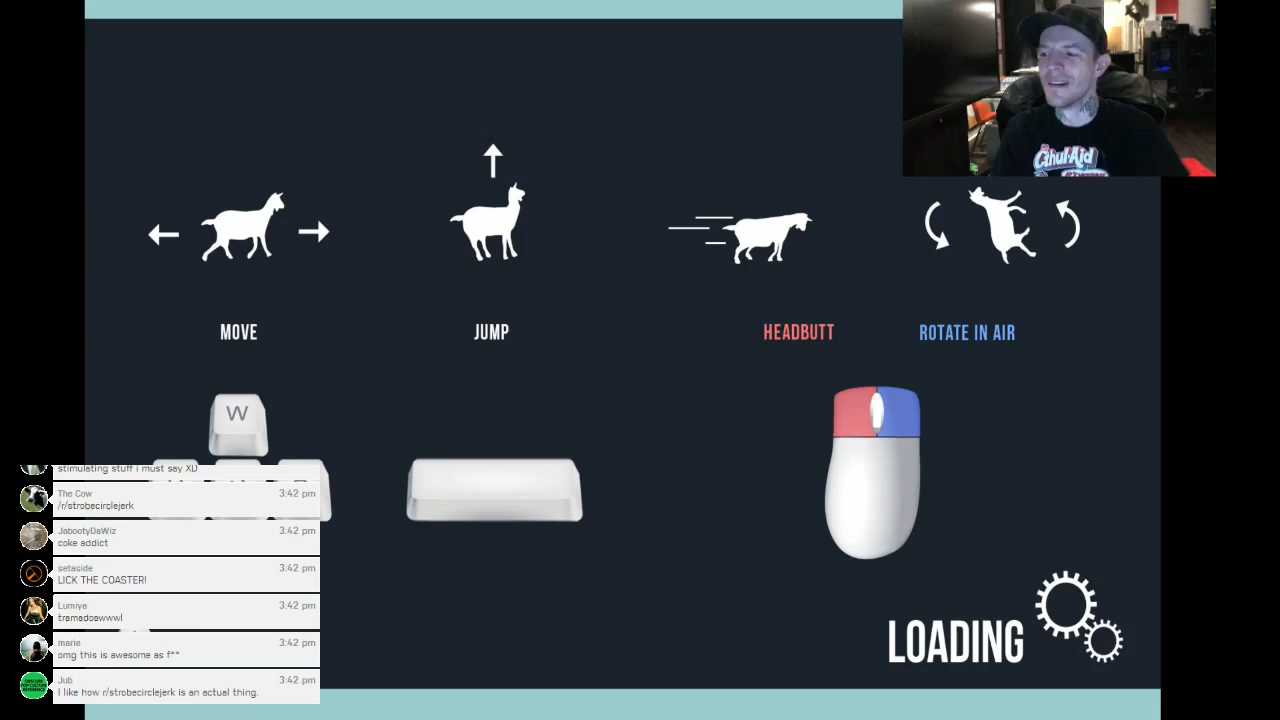 Cahul-Aid
MOVE
JUMP
HEADBUTT
ROTATE IN AIR
W
stimulating stuff i must say XD
The Cow 3:42 pm
/r/strobecirclejerk
JabootyDaWiz 3:42 pm
coke addict
setaside 3:42 pm
LICK THE COASTER!
Lumiya 3:42 pm
tramadoawwwl
marie 3:42 pm
omg this is awesome as f**
Jub 3:42 pm
I like how r/strobecirclejerk is an actual thing.
LOADING